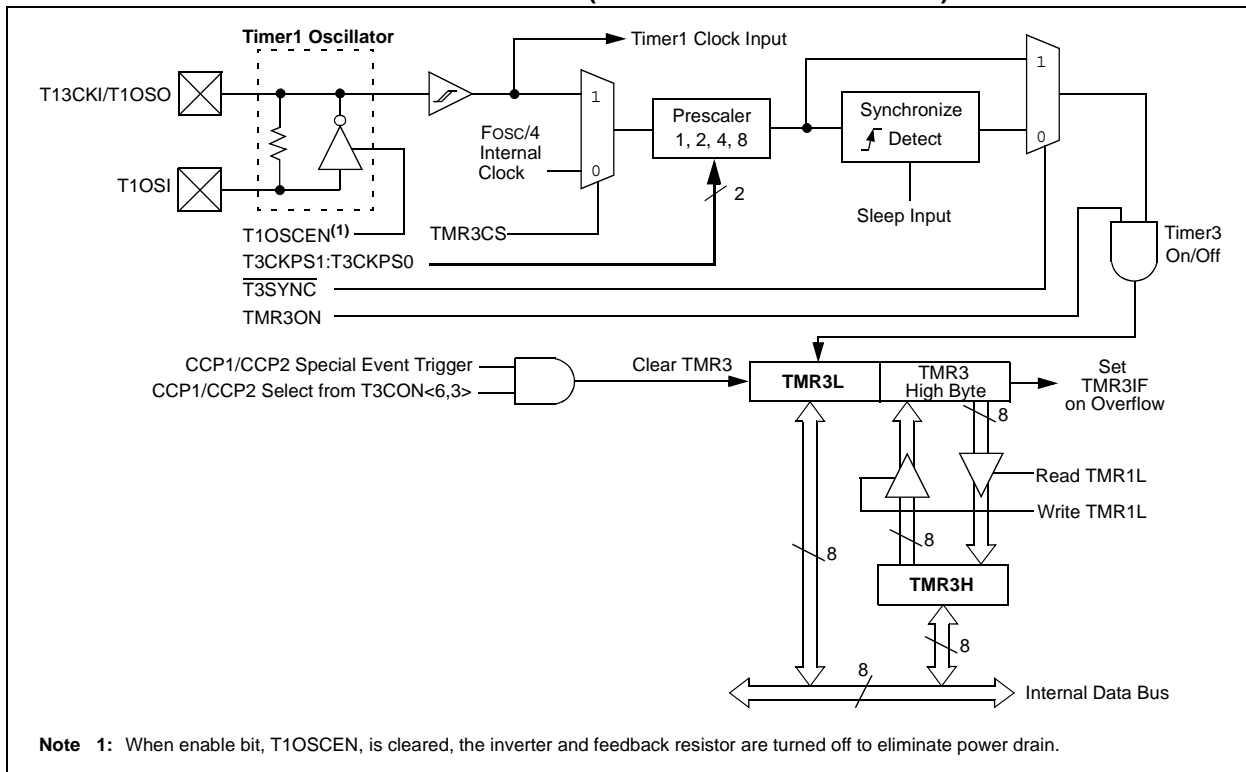 Timer1 Oscillator
Timer1 Clock Input
T13CKI/T1OSO
1
FOSC/4
Internal
Clock
0
Prescaler
1, 2, 4, 8
2
Synchronize
Detect
1
0
T1OSI
Sleep Input
T1OSCEN(1)
TMR3CS
T3CKPS1:T3CKPS0
T3SYNC
TMR3ON
Timer3
On/Off
CCP1/CCP2 Special Event Trigger
CCP1/CCP2 Select from T3CON<6,3>
Clear TMR3
TMR3L
TMR3
High Byte
Set
TMR3IF
on Overflow
8
Read TMR1L
Write TMR1L
8
8
TMR3H
8
8
Internal Data Bus
Note 1: When enable bit, T1OSCEN, is cleared, the inverter and feedback resistor are turned off to eliminate power drain.